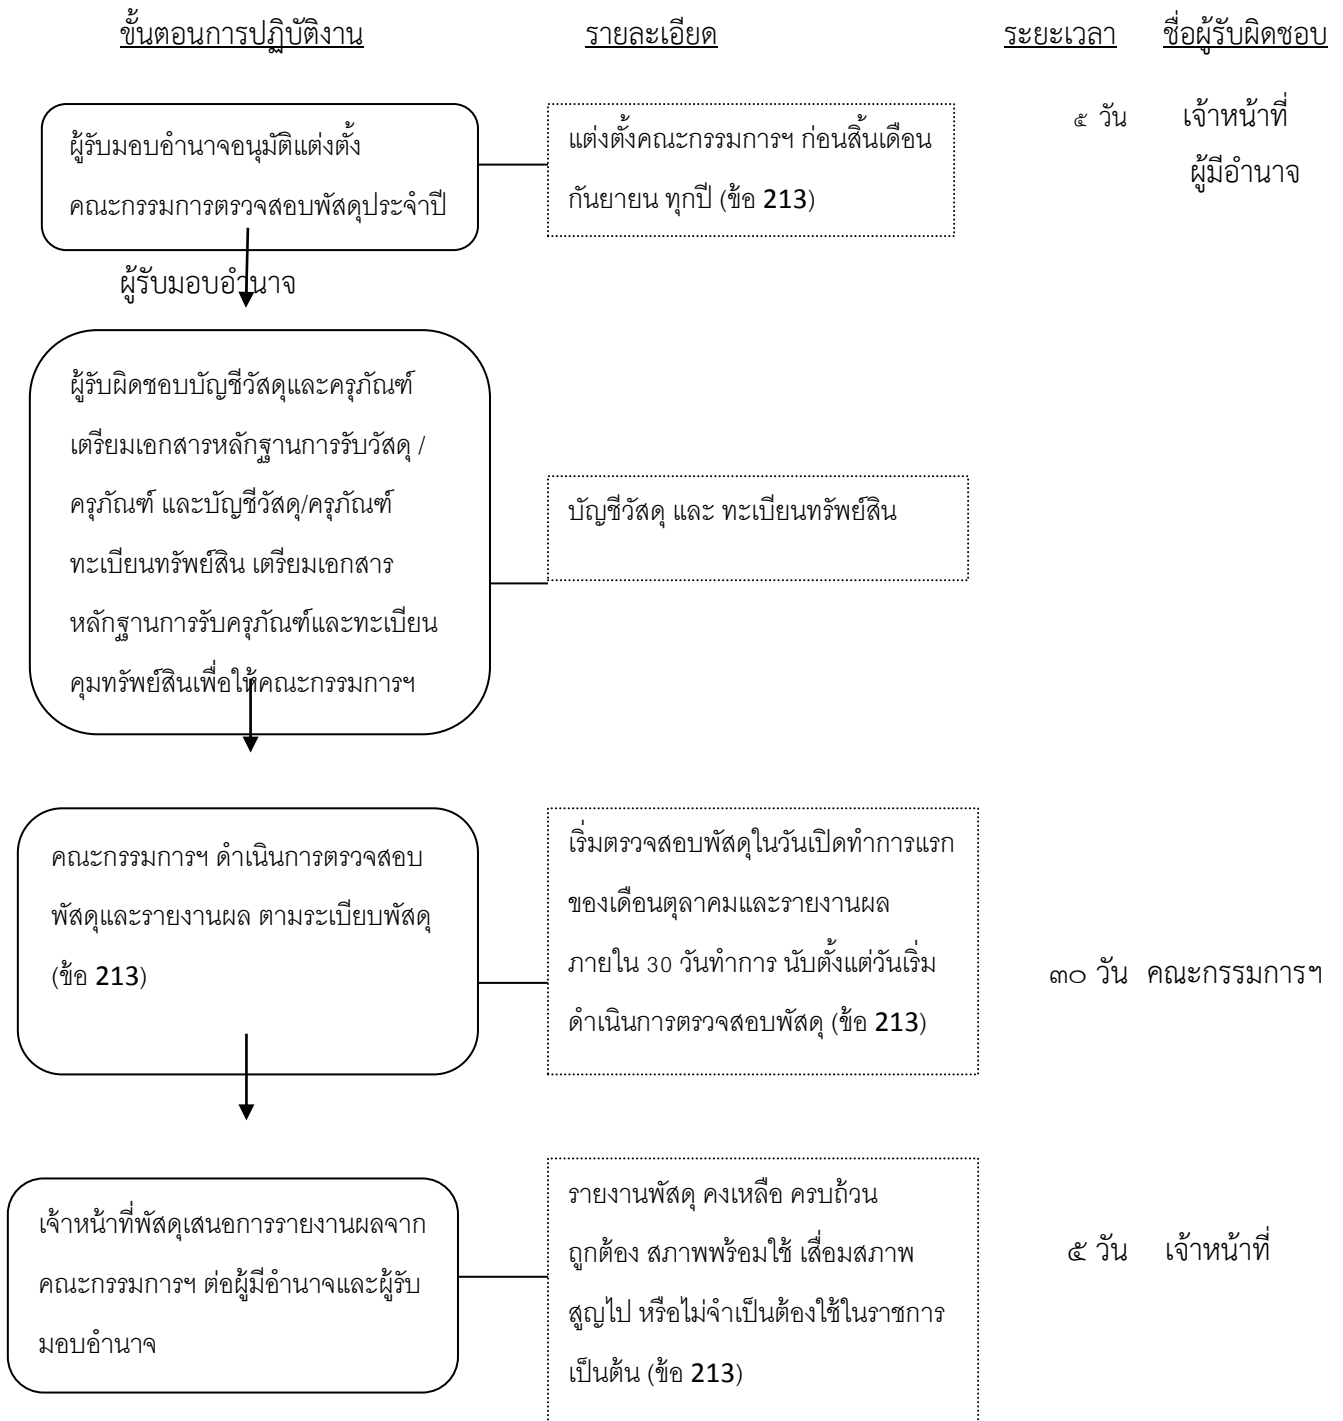 ขั้นตอนการปฏิบัติงาน รายละเอียด ระยะเวลา ชื่อผู้รับผิดชอบ
ผู้รับมอบอำนาจอนุมัติแต่งตั้ง
คณะกรรมการตรวจสอบพัสดุประจำปี
แต่งตั้งคณะกรรมการฯ ก่อนสิ้นเดือน
กันยายน ทุกปี (ข้อ 213)
๕ วัน เจ้าหน้าที่
ผู้มีอำนาจ
ผู้รับมอบอำนาจ
ผู้รับผิดชอบบัญชีวัสดุและครุภัณฑ์
เตรียมเอกสารหลักฐานการรับวัสดุ /
ครุภัณฑ์ และบัญชีวัสดุ/ครุภัณฑ์
ทะเบียนทรัพย์สิน เตรียมเอกสาร
หลักฐานการรับครุภัณฑ์และทะเบียน
คุมทรัพย์สินเพื่อให้คณะกรรมการฯ
บัญชีวัสดุ และ ทะเบียนทรัพย์สิน
คณะกรรมการฯ ดำเนินการตรวจสอบ
พัสดุและรายงานผล ตามระเบียบพัสดุ
(ข้อ 213)
เริ่มตรวจสอบพัสดุในวันเปิดทำการแรก
ของเดือนตุลาคมและรายงานผล
ภายใน 30 วันทำการ นับตั้งแต่วันเริ่ม
ดำเนินการตรวจสอบพัสดุ (ข้อ 213)
๓๐ วัน คณะกรรมการฯ
เจ้าหน้าที่พัสดุเสนอการรายงานผลจาก
คณะกรรมการฯ ต่อผู้มีอำนาจและผู้รับ
มอบอำนาจ
รายงานพัสดุ คงเหลือ ครบถ้วน
ถูกต้อง สภาพพร้อมใช้ เสื่อมสภาพ
สูญไป หรือไม่จำเป็นต้องใช้ในราชการ
เป็นต้น (ข้อ 213)
๕ วัน เจ้าหน้าที่